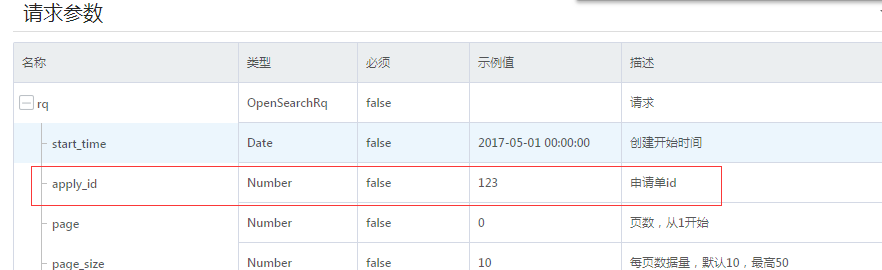 请求参数
名称 类型 必须 示例值 描述
rq OpenSearchRq false 请求
start_time Date false 2017-05-01 00:00:00 创建开始时间
apply_id Number false 123 申请单id
page Number false 0 页数，从1开始
page_size Number false 10 每页数据量，默认10，最高50